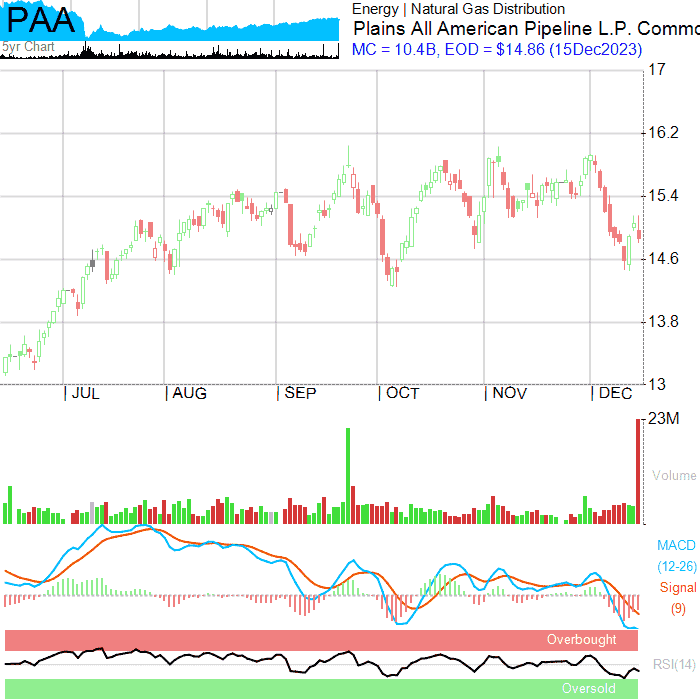 PAA
Energy | Natural Gas Distribution
Plains All American Pipeline L.P. Commo
5yr Chart
MC = 10.4B, EOD = $14.86 (15Dec2023)
17
16.2
15.4
14.6
13.8
13
| JUL | AUG | SEP | OCT | NOV | DEC
23M
Volume
MACD
(12-26)
Signal
(9)
Overbought
RSI(14)
Oversold